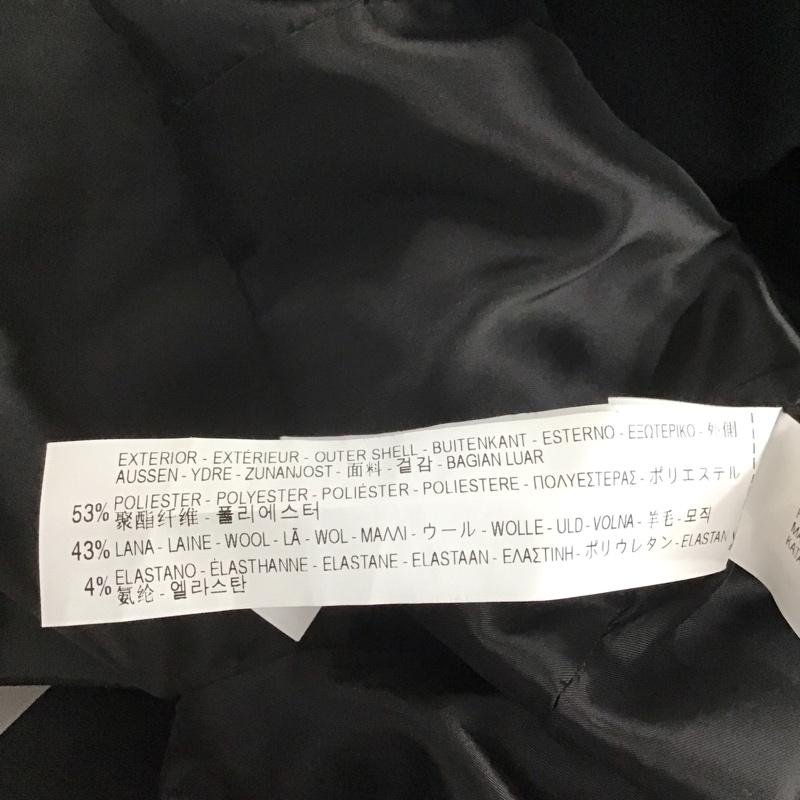 EXTERIOR - EXTÉRIEUR - OUTER SHELL - BUITENKANT - ESTERNO - ΕΞΩΤΕΡΙΚΟ - 外側
AUSSEN - YDRE - ZUNANJOST - 面料 - 겉감 - BAGIAN LUAR
53% POLIESTER - POLYESTER - POLIÉSTER - POLIESTERE - ΠΟΛΥΕΣΤΕΡΑΣ - ポリエステル
聚酯纤维 - 폴리에스터
43% LANA - LAINE - WOOL - LÃ - WOL - ΜΑΛΛΙ - ウール - WOLLE - ULD - VOLNA - 羊毛 - 모직
4% ELASTANO - ÉLASTHANNE - ELASTANE - ELASTAAN - ΕΛΑΣΤΙΝΗ - ポリウレタン - ELASTAN
氨纶 - 엘라스탄